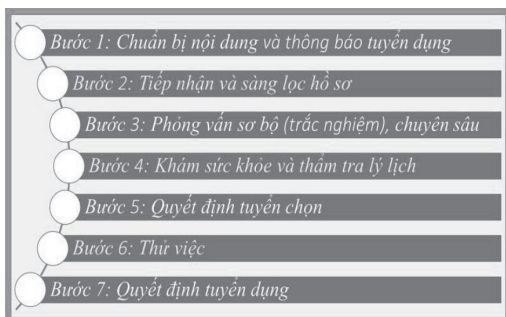 Bước 1: Chuẩn bị nội dung và thông báo tuyển dụng
Bước 2: Tiếp nhận và sàng lọc hồ sơ
Bước 3: Phỏng vấn sơ bộ (trắc nghiệm), chuyên sâu
Bước 4: Khám sức khỏe và thẩm tra lý lịch
Bước 5: Quyết định tuyển chọn
Bước 6: Thử việc
Bước 7: Quyết định tuyển dụng